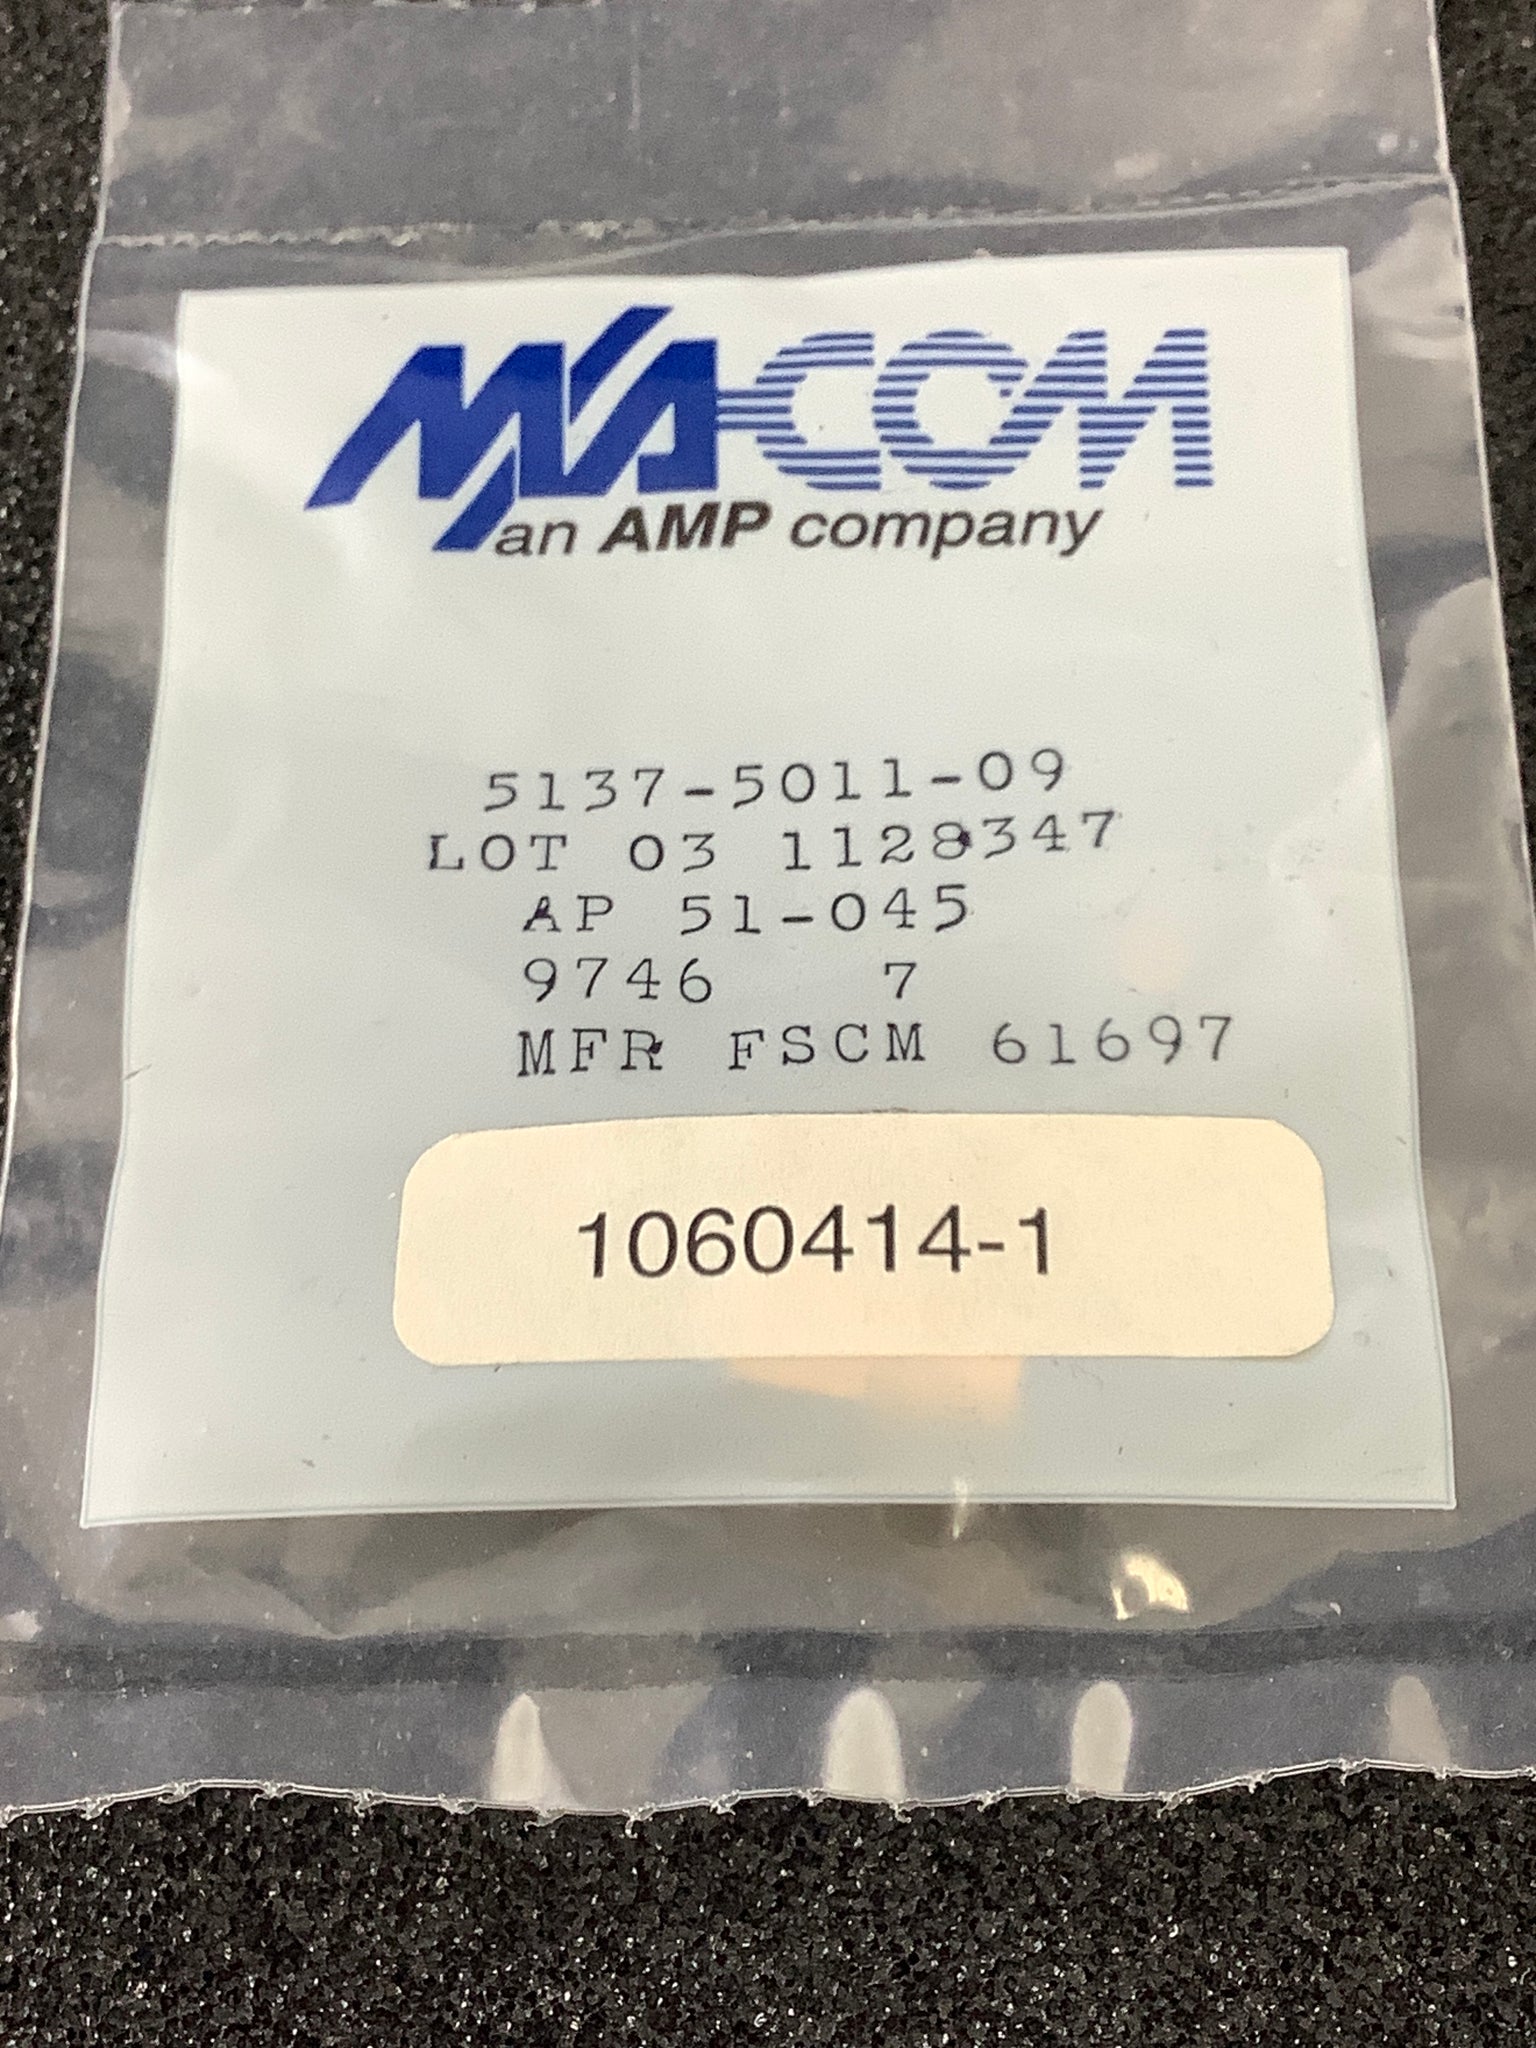 M/A-COM
an AMP company
5137-5011-09
LOT 03 1128347
AP 51-045
9746 7
MFR FSCM 61697
1060414-1